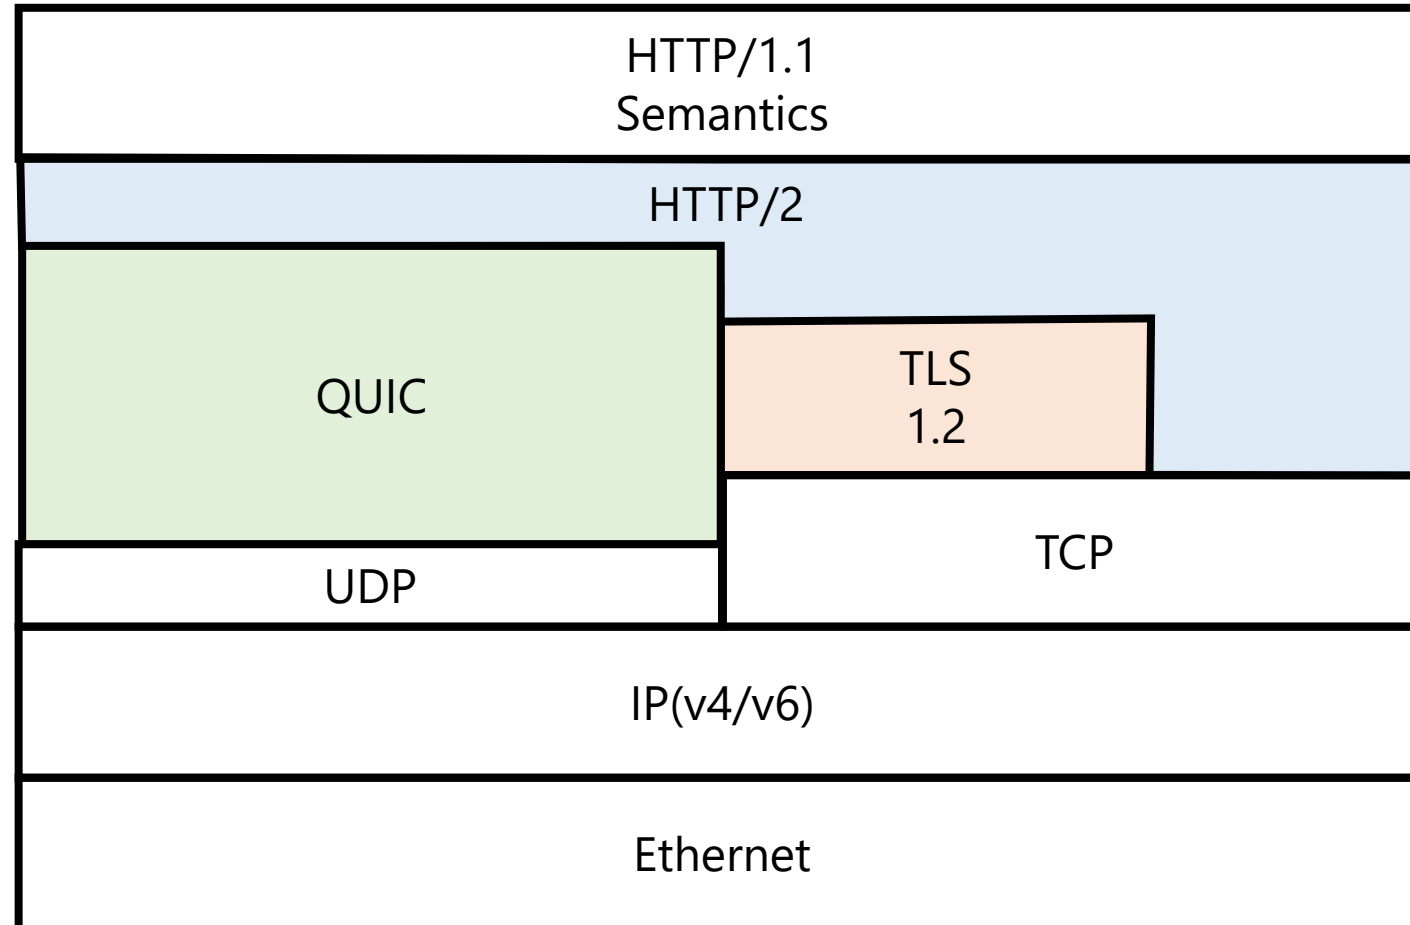 HTTP/1.1
Semantics
HTTP/2
QUIC
TLS
1.2
TCP
UDP
IP(v4/v6)
Ethernet